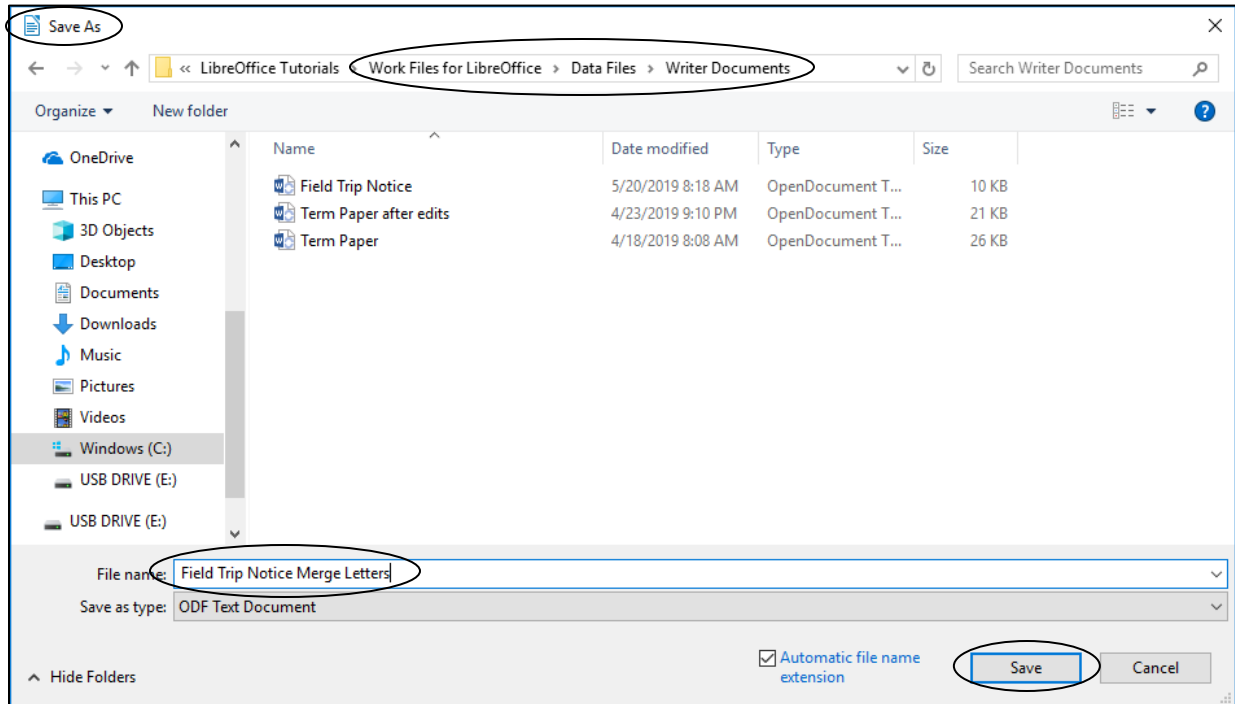 Save As
« LibreOffice Tutorials › Work Files for LibreOffice › Data Files › Writer Documents
Search Writer Documents
Organize
New folder
OneDrive
This PC
3D Objects
Desktop
Documents
Downloads
Music
Pictures
Videos
Windows (C:)
USB DRIVE (E:)
USB DRIVE (E:)
Name Date modified Type Size
Field Trip Notice 5/20/2019 8:18 AM OpenDocument T... 10 KB
Term Paper after edits 4/23/2019 9:10 PM OpenDocument T... 21 KB
Term Paper 4/18/2019 8:08 AM OpenDocument T... 26 KB
File name: Field Trip Notice Merge Letters
Save as type: ODF Text Document
Automatic file name
extension
Save
Cancel
Hide Folders